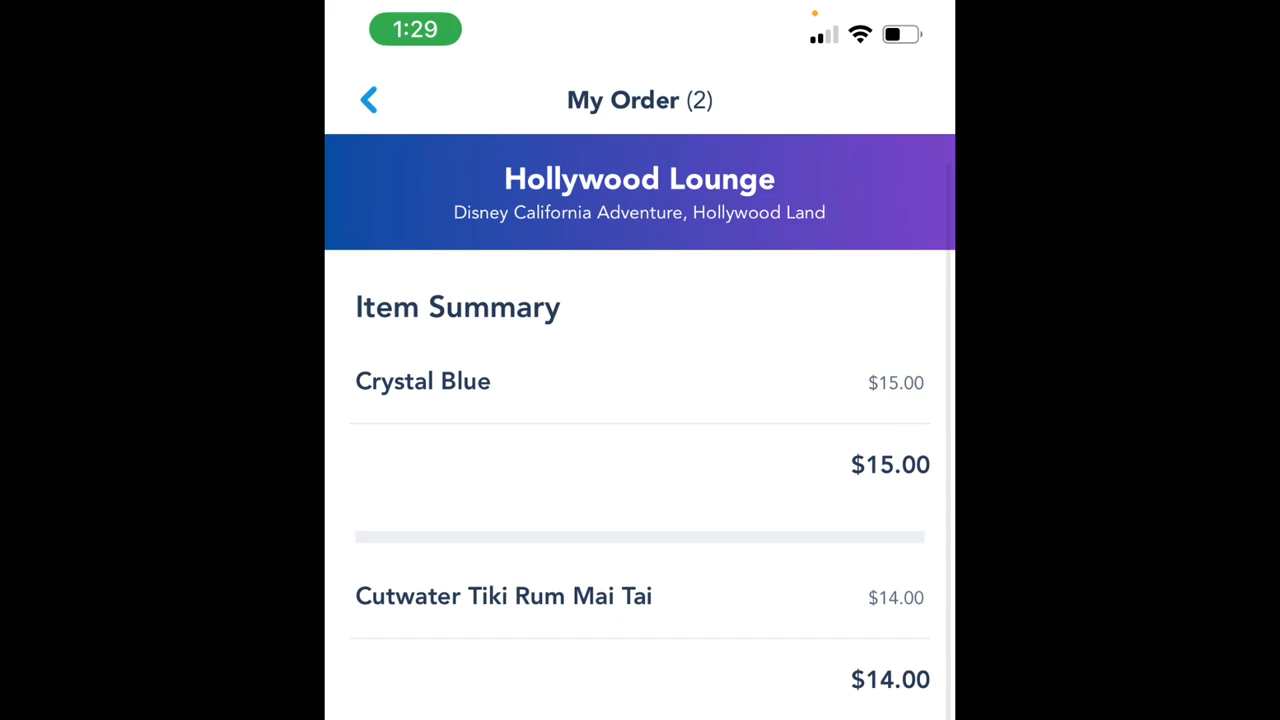 1:29
My Order (2)
Hollywood Lounge
Disney California Adventure, Hollywood Land
Item Summary
Crystal Blue $15.00
$15.00
Cutwater Tiki Rum Mai Tai $14.00
$14.00